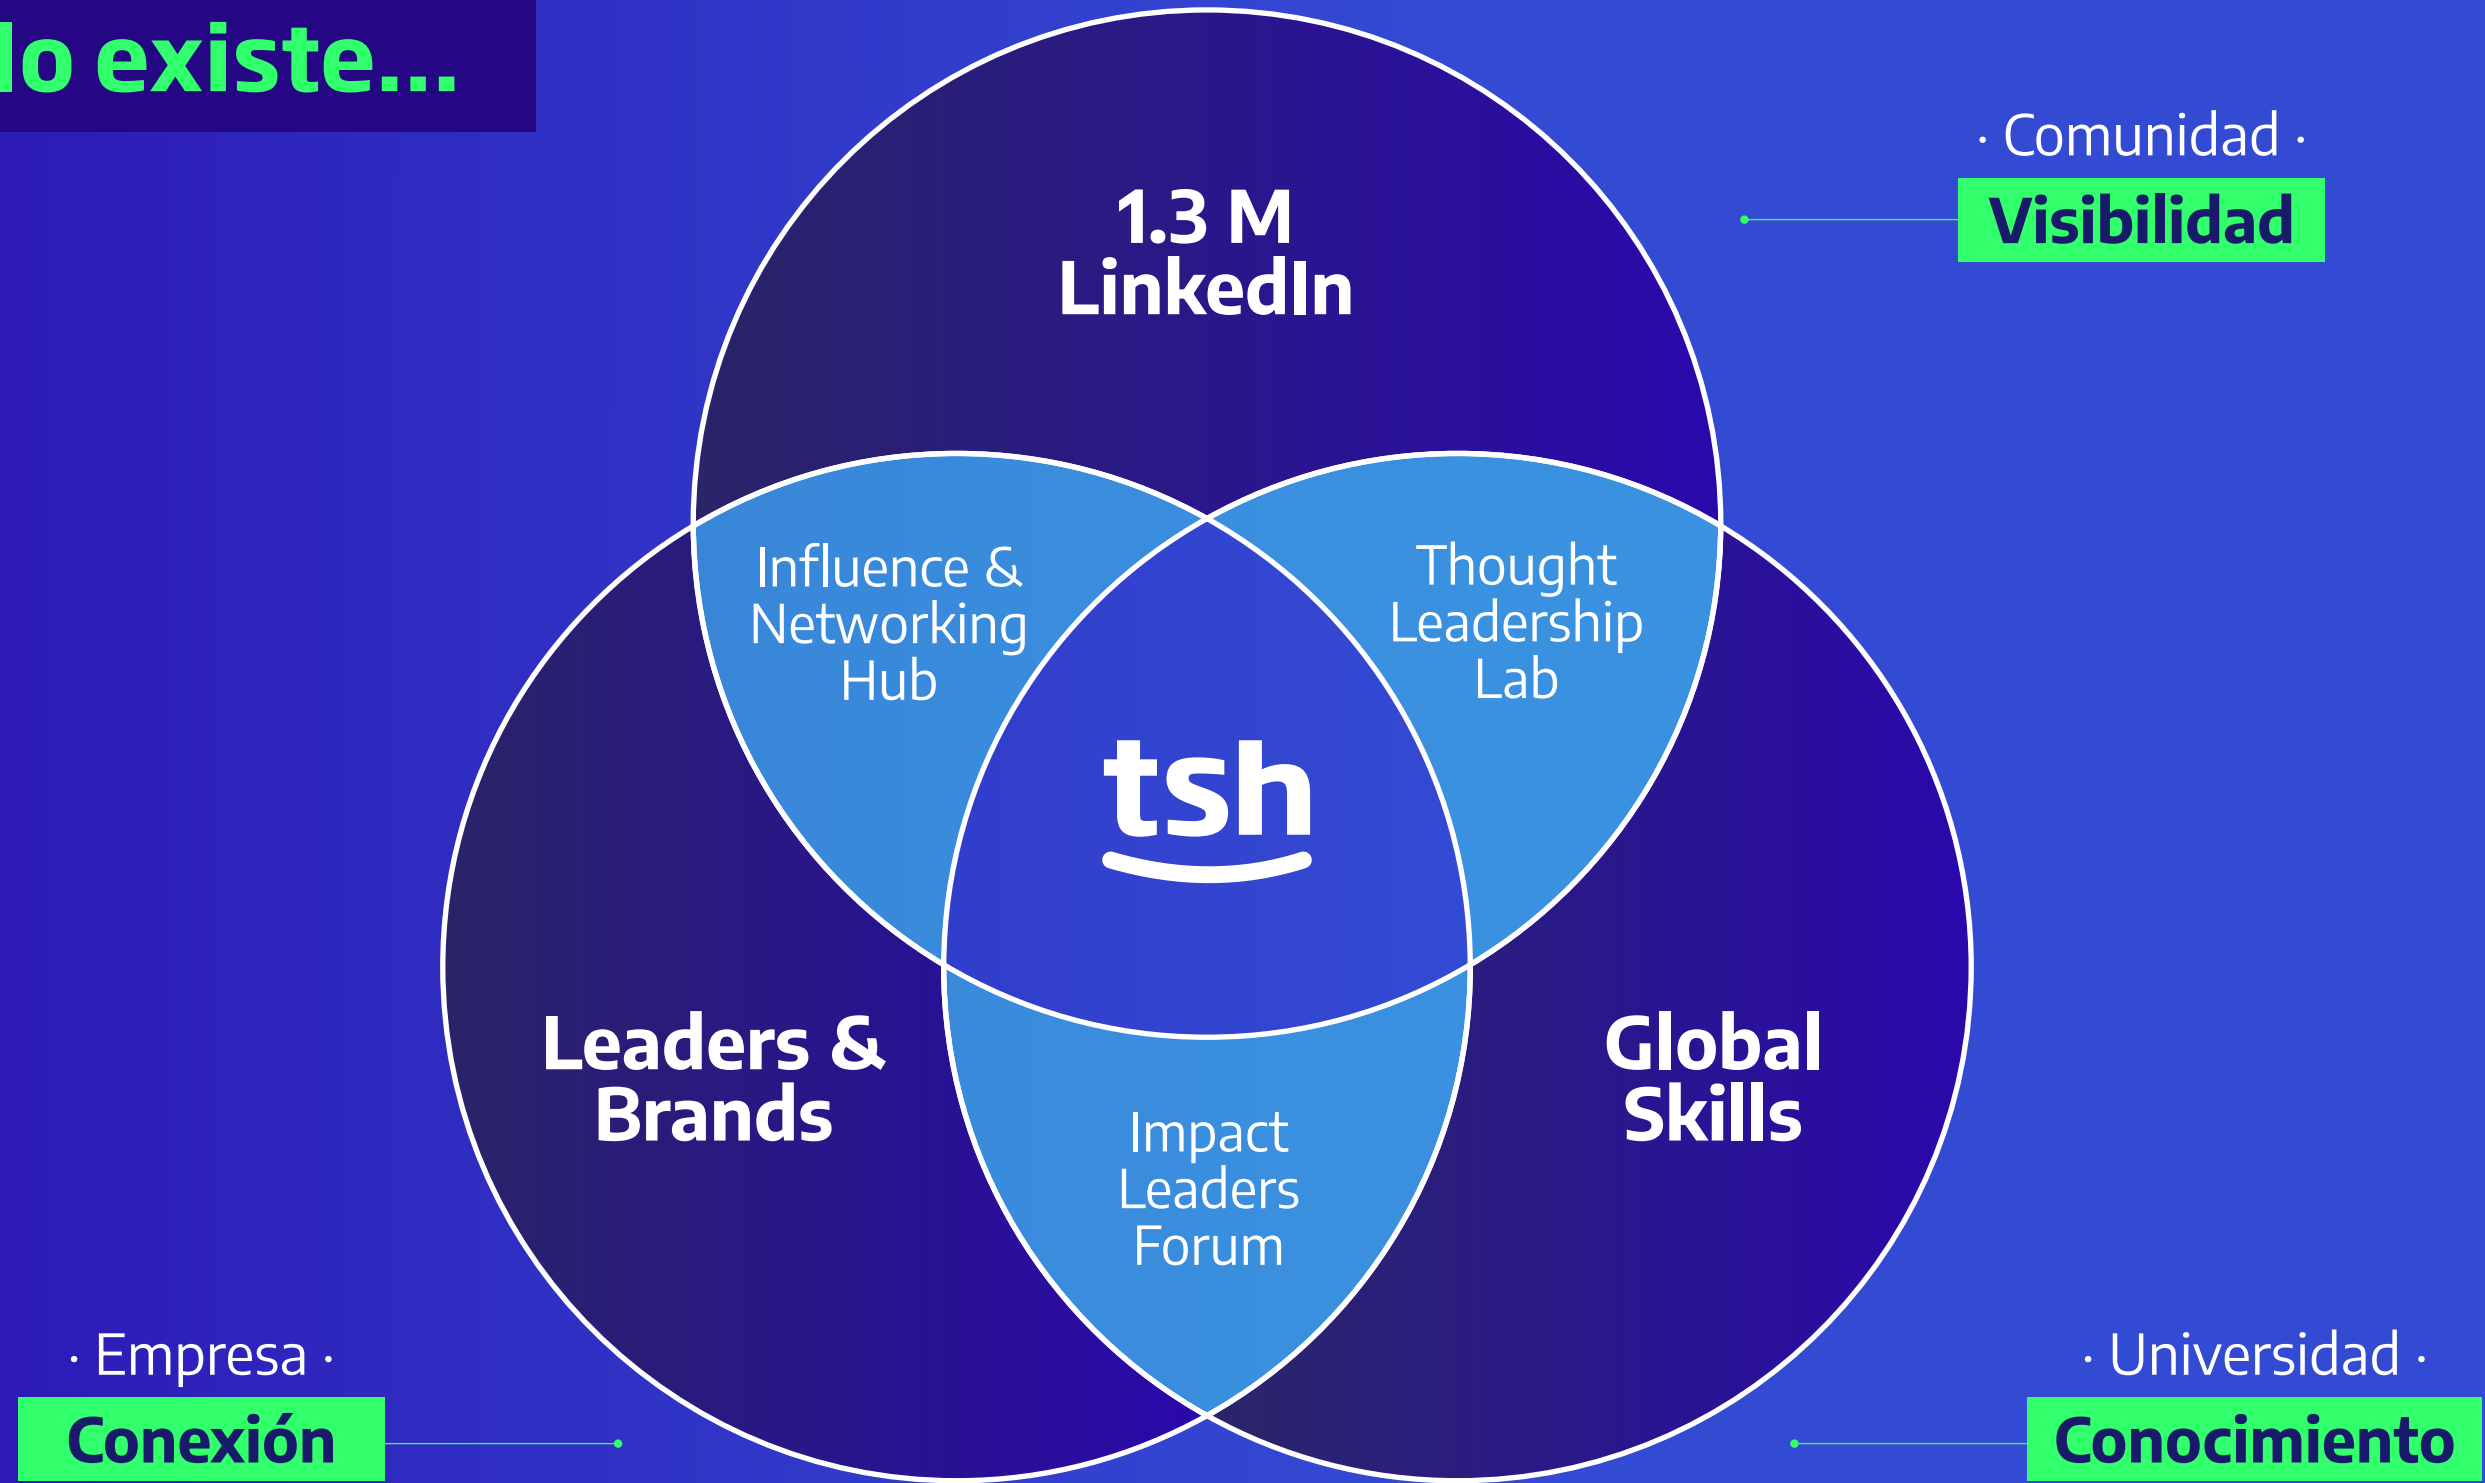 lo existe...
· Comunidad ·
Visibilidad
1.3 M
LinkedIn
Influence &
Networking
Hub
Thought
Leadership
Lab
tsh
Leaders &
Brands
Global
Skills
Impact
Leaders
Forum
· Empresa ·
Conexión
· Universidad ·
Conocimiento